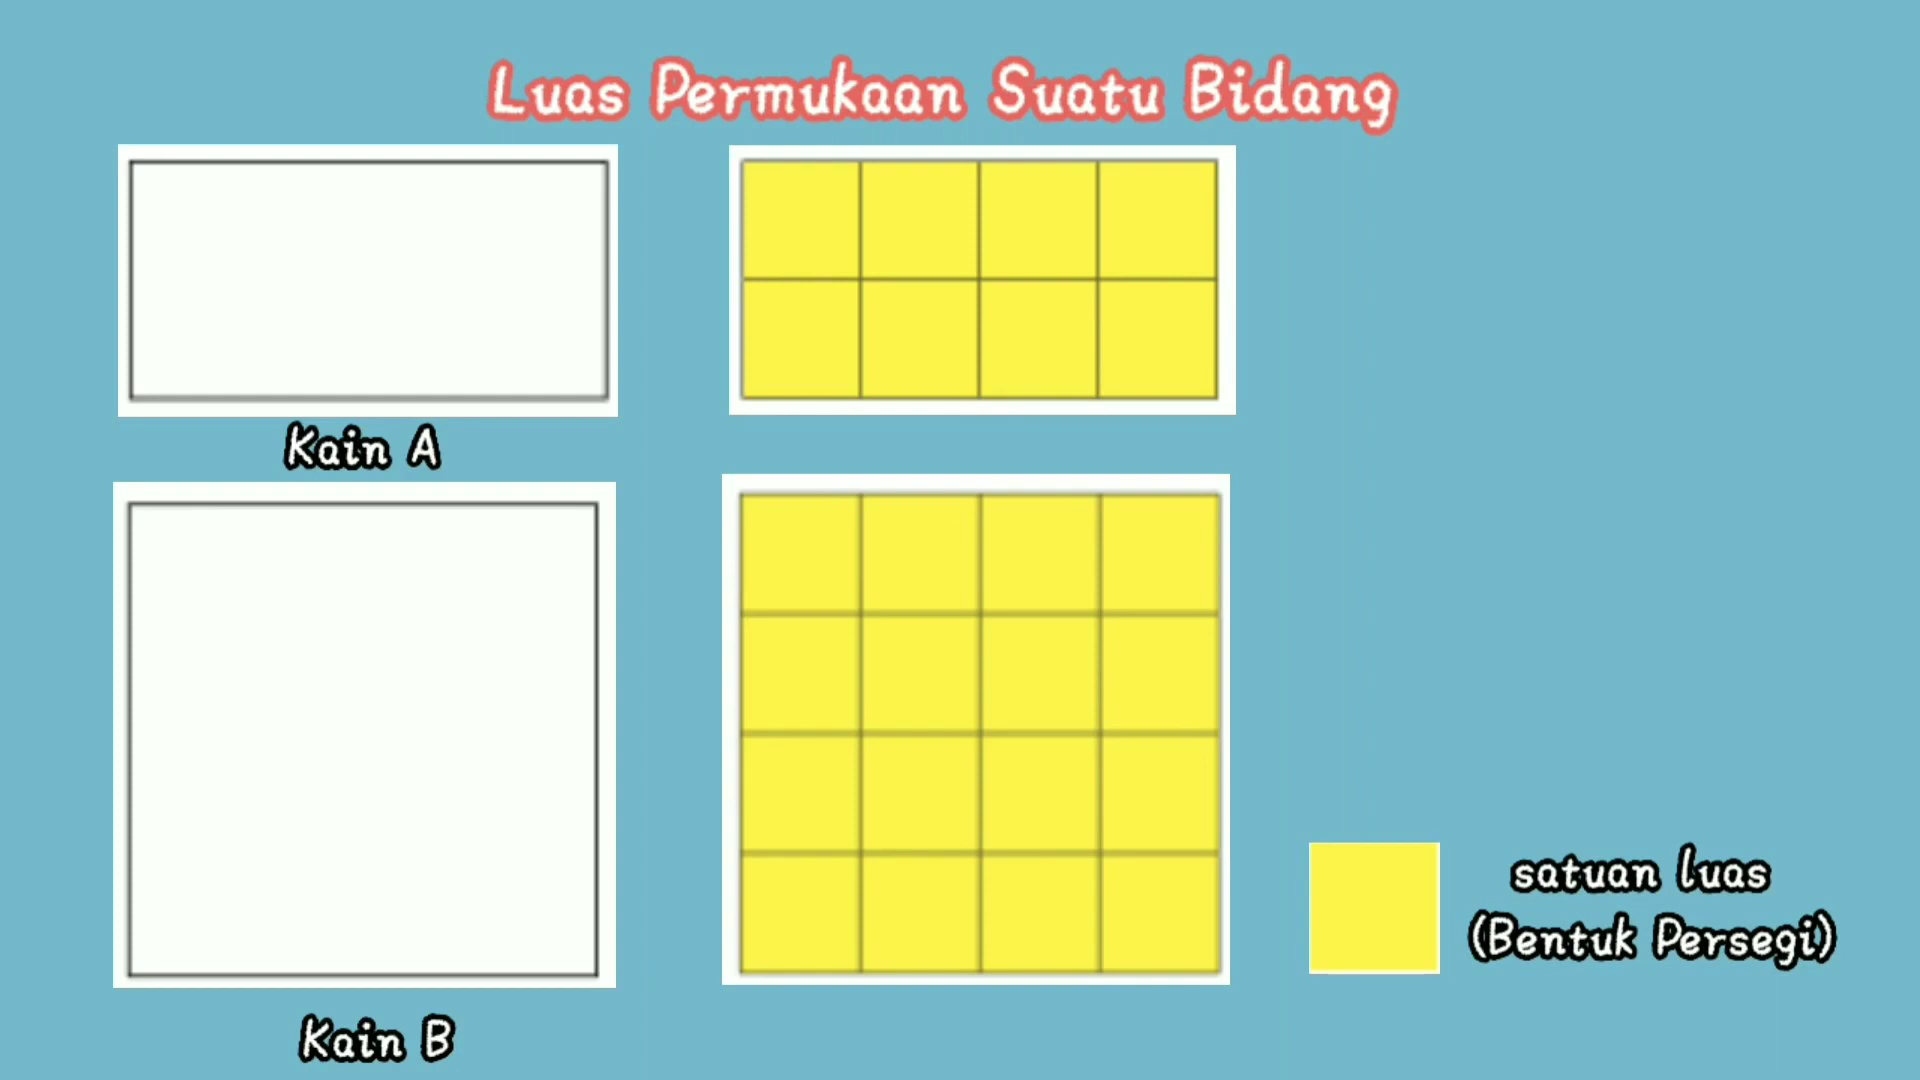 Luas Permukaan Suatu Bidang
Kain A
Kain B
satuan luas
(Bentuk Persegi)